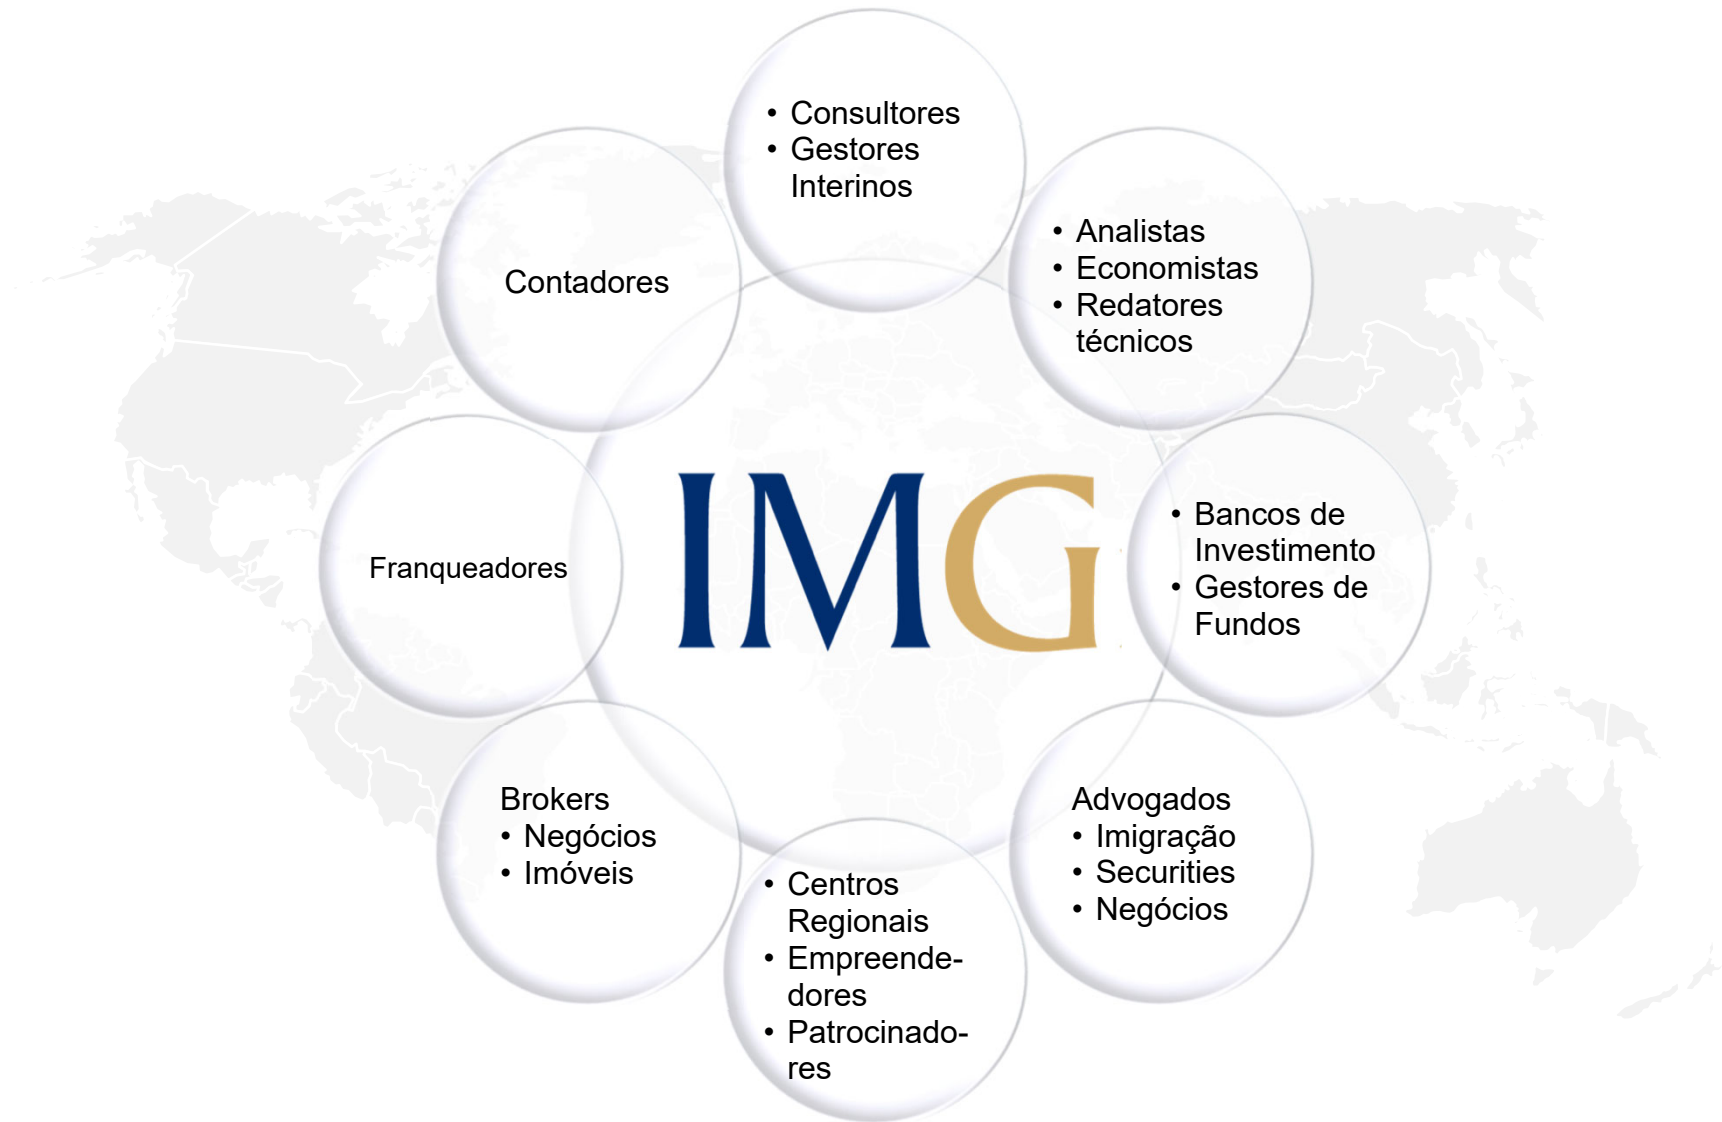 • Consultores
• Gestores
Interinos
• Analistas
• Economistas
• Redatores
técnicos
• Bancos de
Investimento
• Gestores de
Fundos
Advogados
• Imigração
• Securities
• Negócios
• Centros
Regionais
• Empreende-
dores
• Patrocinado-
res
Brokers
• Negócios
• Imóveis
Franqueadores
Contadores
IMG